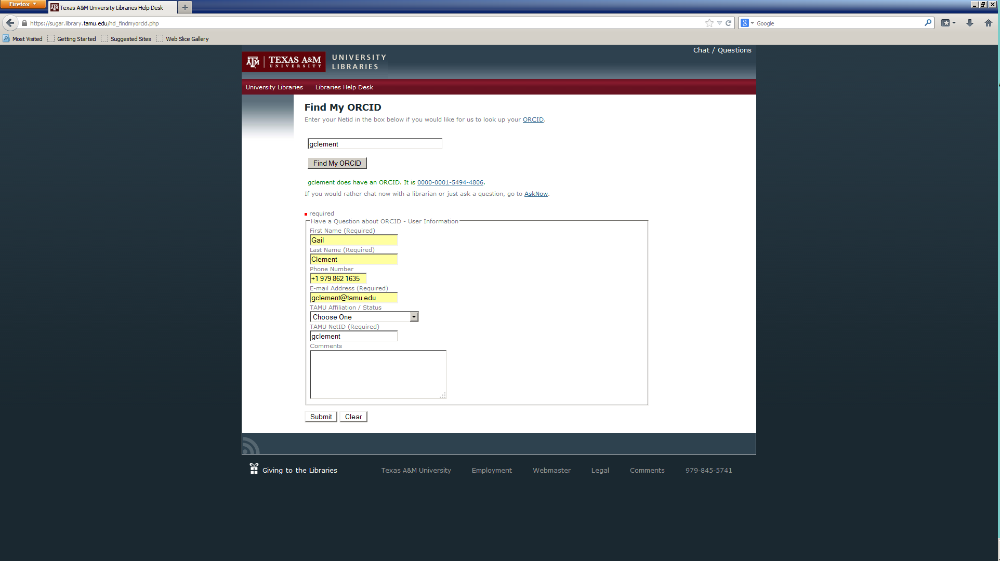 Firefox
Texas A&M University Libraries Help Desk
https://sugar.library.tamu.edu/hd_findmyorcid.php
Google
Most Visited Getting Started Suggested Sites Web Slice Gallery
Chat / Questions
TEXAS A&M UNIVERSITY
UNIVERSITY LIBRARIES
University Libraries Libraries Help Desk
Find My ORCID
Enter your Netid in the box below if you would like for us to look up your ORCID.
gclement
Find My ORCID
gclement does have an ORCID. It is 0000-0001-5494-4806.
If you would rather chat now with a librarian or just ask a question, go to AskNow.
required
Have a Question about ORCID - User Information
First Name (Required)
Gail
Last Name (Required)
Clement
Phone Number
+1 979 862 1635
E-mail Address (Required)
gclement@tamu.edu
TAMU Affiliation / Status
Choose One
TAMU NetID (Required)
gclement
Comments
Submit Clear
Giving to the Libraries Texas A&M University Employment Webmaster Legal Comments 979-845-5741